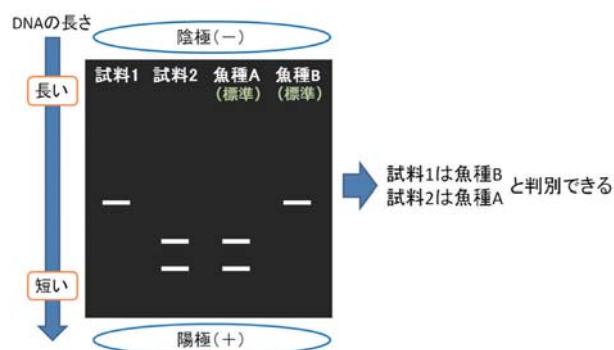 DNAの長さ
陰極(－)
試料1 試料2 魚種A 魚種B
(標準) (標準)
長い
試料1は魚種B
試料2は魚種A
と判別できる
短い
陽極(＋)